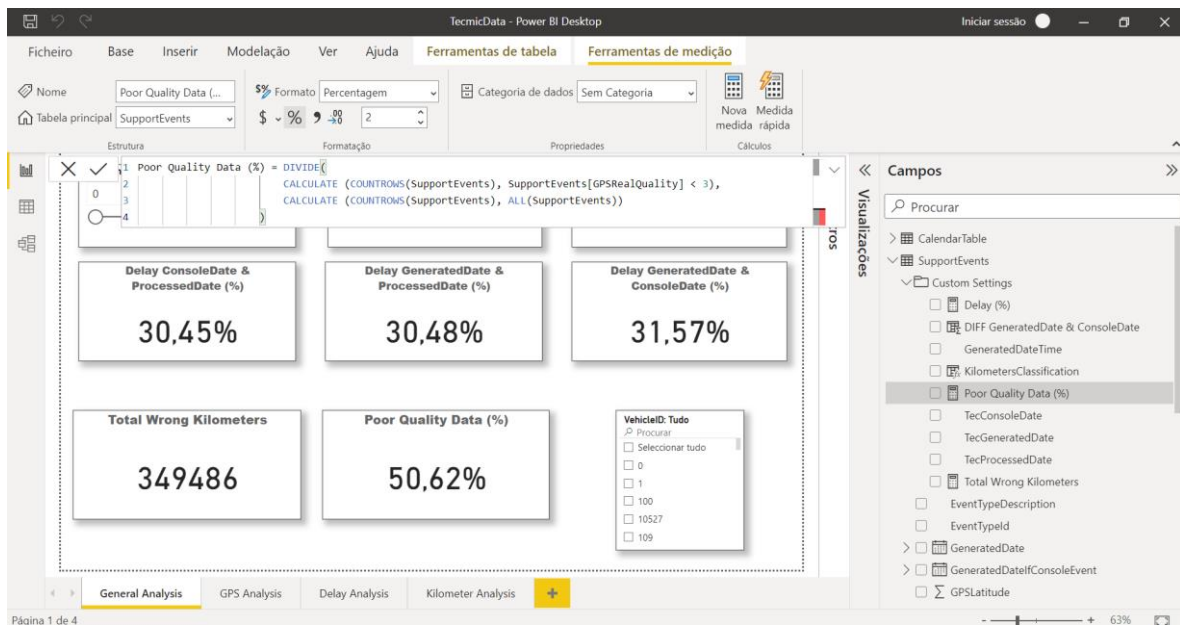 TecmicData - Power BI Desktop
Iniciar sessão
Ficheiro Base Inserir Modelação Ver Ajuda Ferramentas de tabela Ferramentas de medição
Nome Poor Quality Data (...
Formato Percentagem
Categoria de dados Sem Categoria
Tabela principal SupportEvents
$ % 2
Nova medida
Medida rápida
Estrutura Formatação Propriedades Cálculos
1 Poor Quality Data (%) = DIVIDE(
2 CALCULATE (COUNTROWS(SupportEvents), SupportEvents[GPSRealQuality] < 3),
3 CALCULATE (COUNTROWS(SupportEvents), ALL(SupportEvents))
4 )
0
ros
Visualizações
Campos
Procurar
CalendarTable
SupportEvents
Custom Settings
Delay (%)
DIFF GeneratedDate & ConsoleDate
GeneratedDateTime
KilometersClassification
Poor Quality Data (%)
TecConsoleDate
TecGeneratedDate
TecProcessedDate
Total Wrong Kilometers
EventTypeDescription
EventTypeId
GeneratedDate
GeneratedDateIfConsoleEvent
GPSLatitude
Delay ConsoleDate &
ProcessedDate (%)
30,45%
Delay GeneratedDate &
ProcessedDate (%)
30,48%
Delay GeneratedDate &
ConsoleDate (%)
31,57%
Total Wrong Kilometers
349486
Poor Quality Data (%)
50,62%
VehicleID: Tudo
Procurar
Seleccionar tudo
0
1
100
10527
109
General Analysis GPS Analysis Delay Analysis Kilometer Analysis
Página 1 de 4
63%